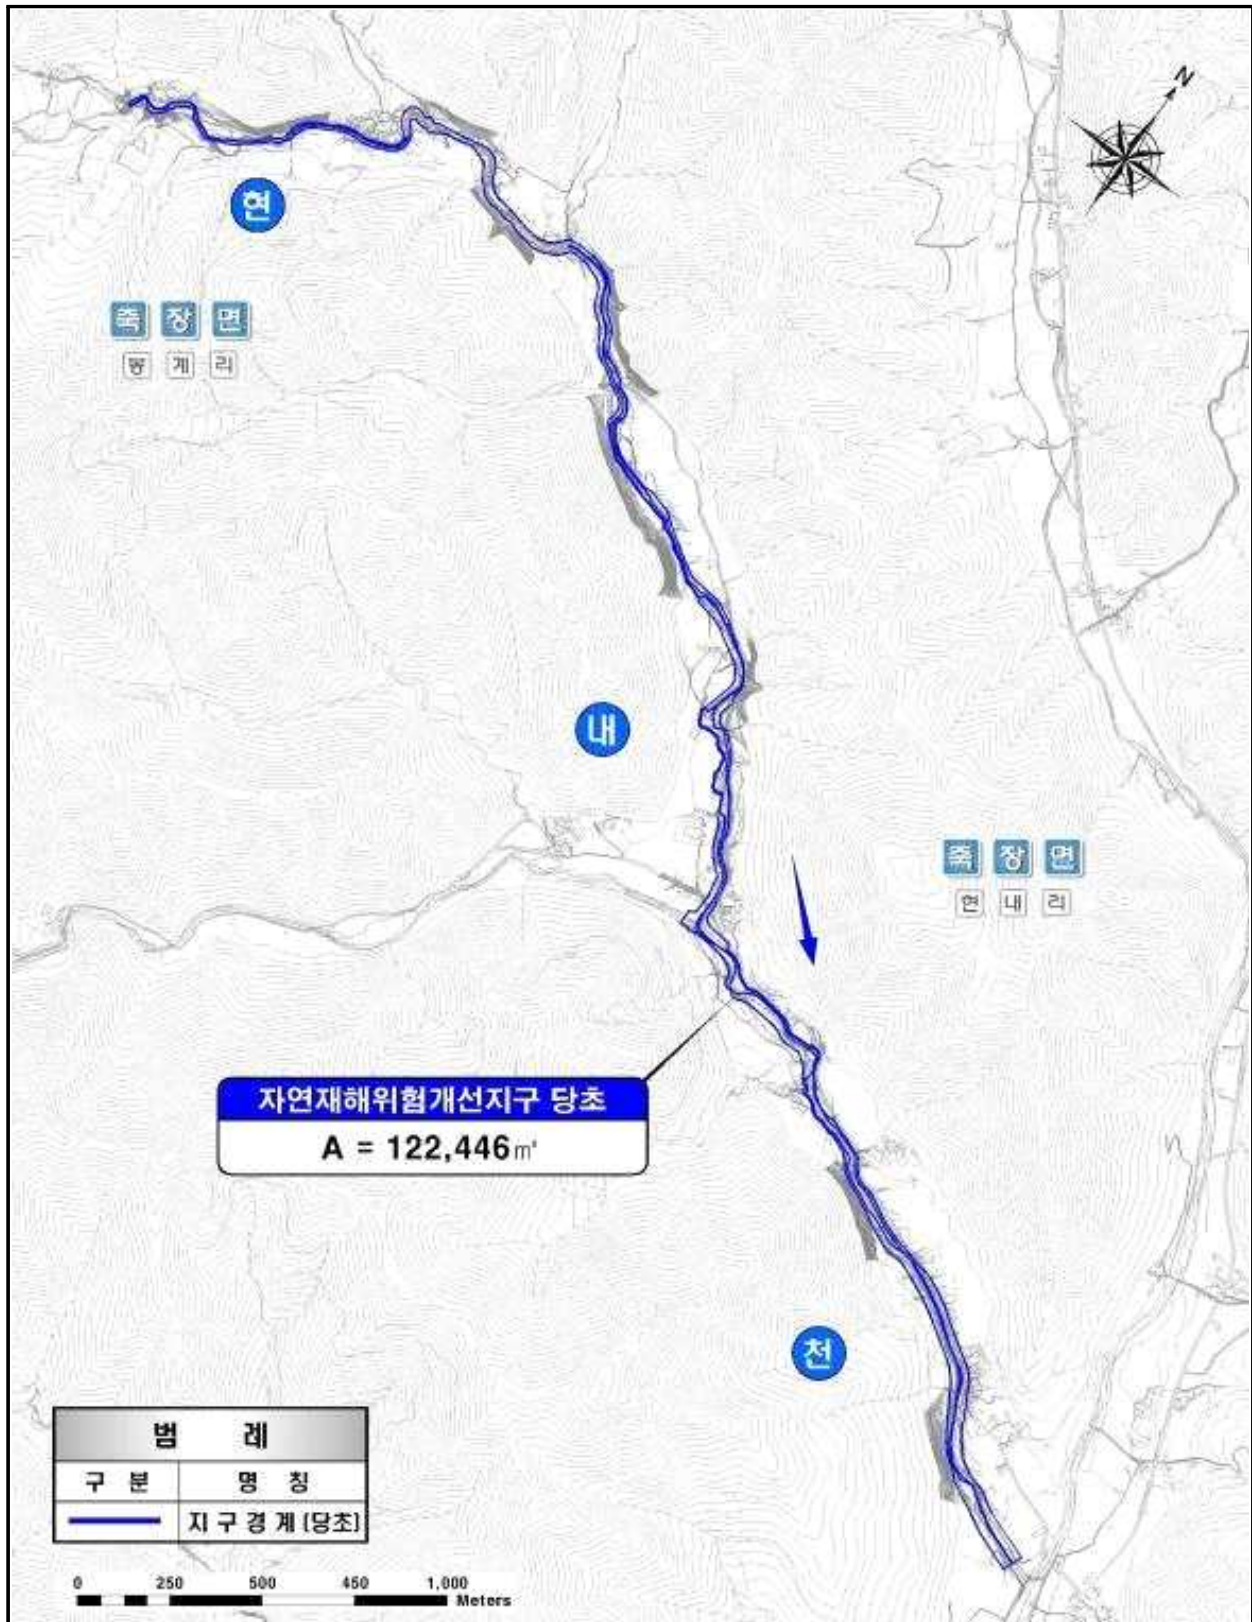 N
현
죽장면
봉계리
내
죽장면
현내리
자연재해위험개선지구 당초
A = 122,446㎡
천
범 례
구 분 명 칭
지 구 경 계 (당초)
0 250 500 450 1,000
Meters